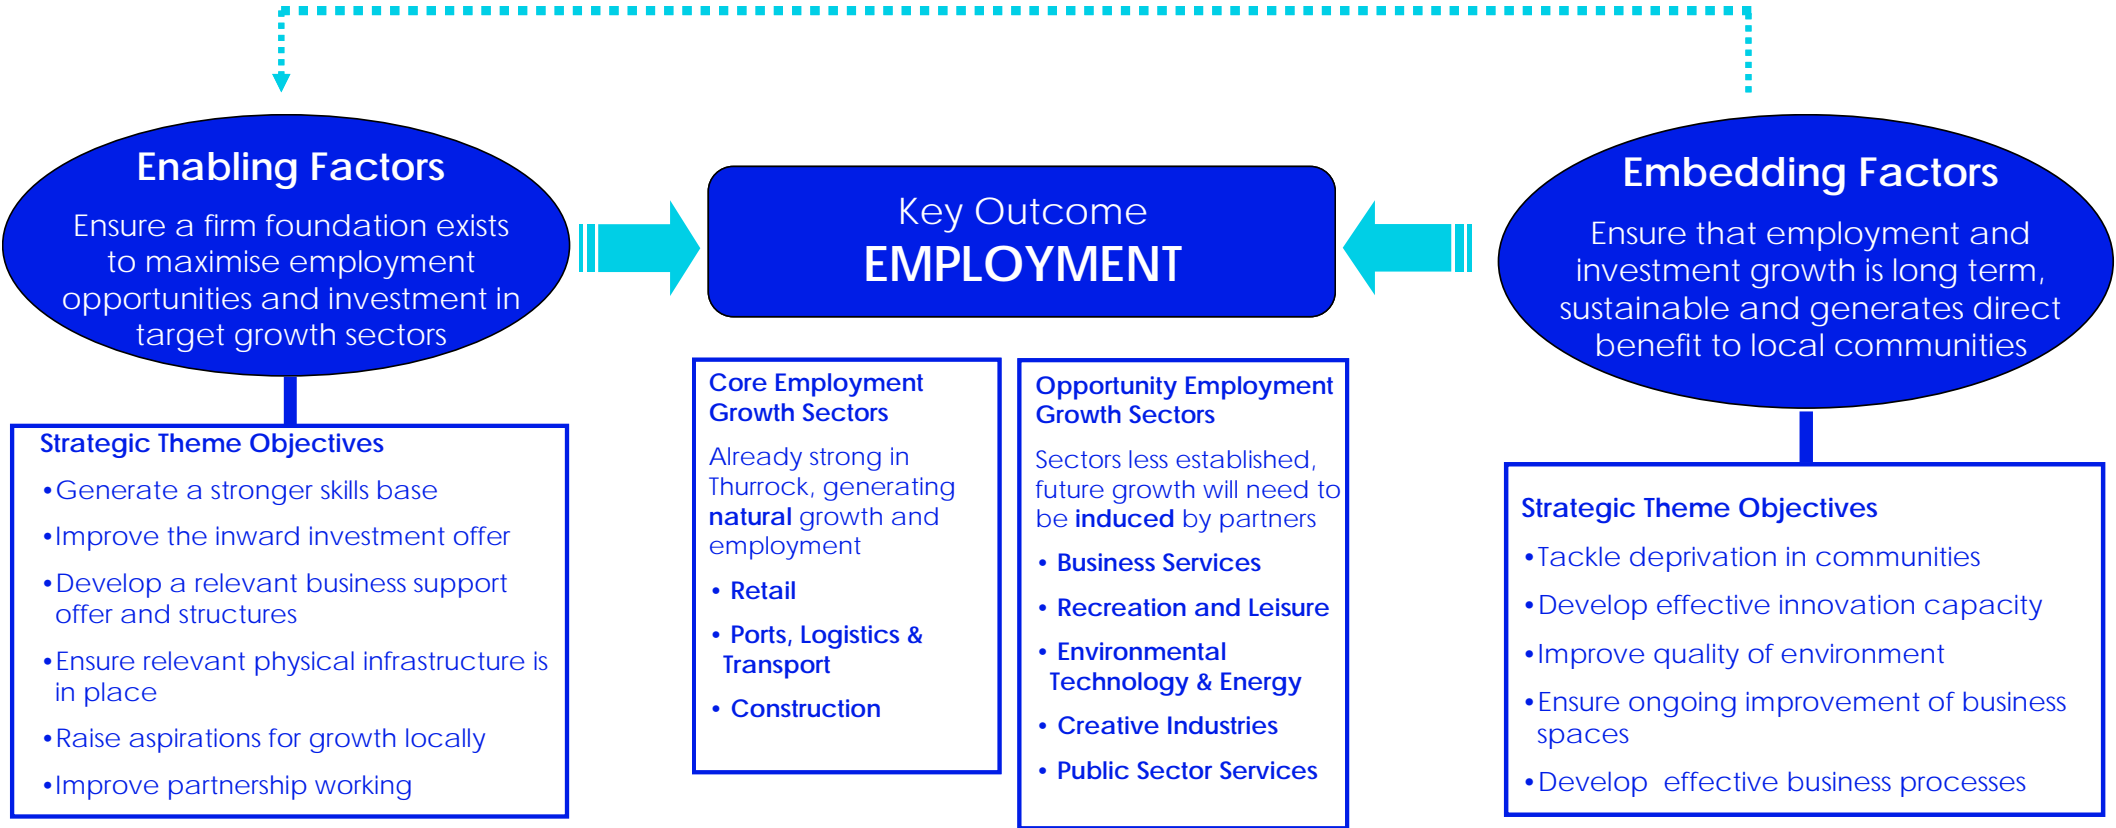 Enabling Factors
Ensure a firm foundation exists
to maximise employment
opportunities and investment in
target growth sectors
Strategic Theme Objectives
•Generate a stronger skills base
•Improve the inward investment offer
•Develop a relevant business support
offer and structures
•Ensure relevant physical infrastructure is
in place
•Raise aspirations for growth locally
•Improve partnership working
Key Outcome
EMPLOYMENT
Core Employment
Growth Sectors
Already strong in
Thurrock, generating
natural growth and
employment
• Retail
• Ports, Logistics &
Transport
• Construction
Opportunity Employment
Growth Sectors
Sectors less established,
future growth will need to
be induced by partners
• Business Services
• Recreation and Leisure
• Environmental
Technology & Energy
• Creative Industries
• Public Sector Services
Embedding Factors
Ensure that employment and
investment growth is long term,
sustainable and generates direct
benefit to local communities
Strategic Theme Objectives
•Tackle deprivation in communities
•Develop effective innovation capacity
•Improve quality of environment
•Ensure ongoing improvement of business
spaces
•Develop  effective business processes